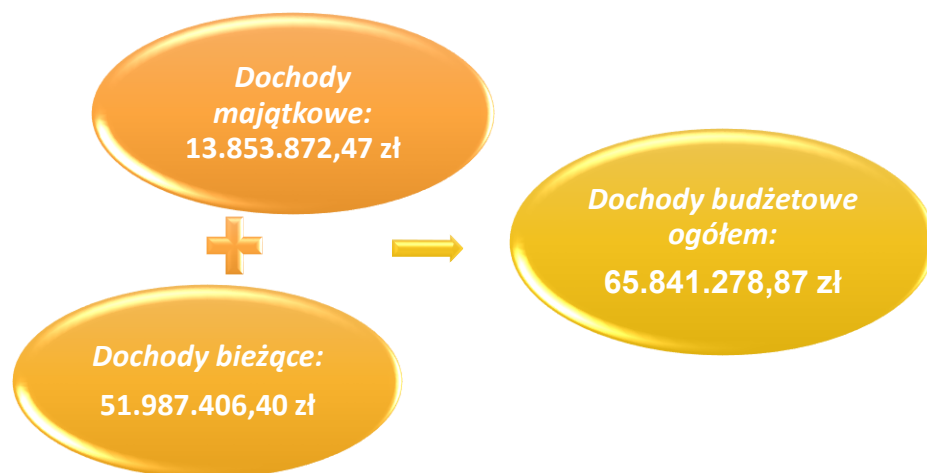 Dochody
majątkowe:
13.853.872,47 zł
Dochody bieżące:
51.987.406,40 zł
Dochody budżetowe
ogółem:
65.841.278,87 zł